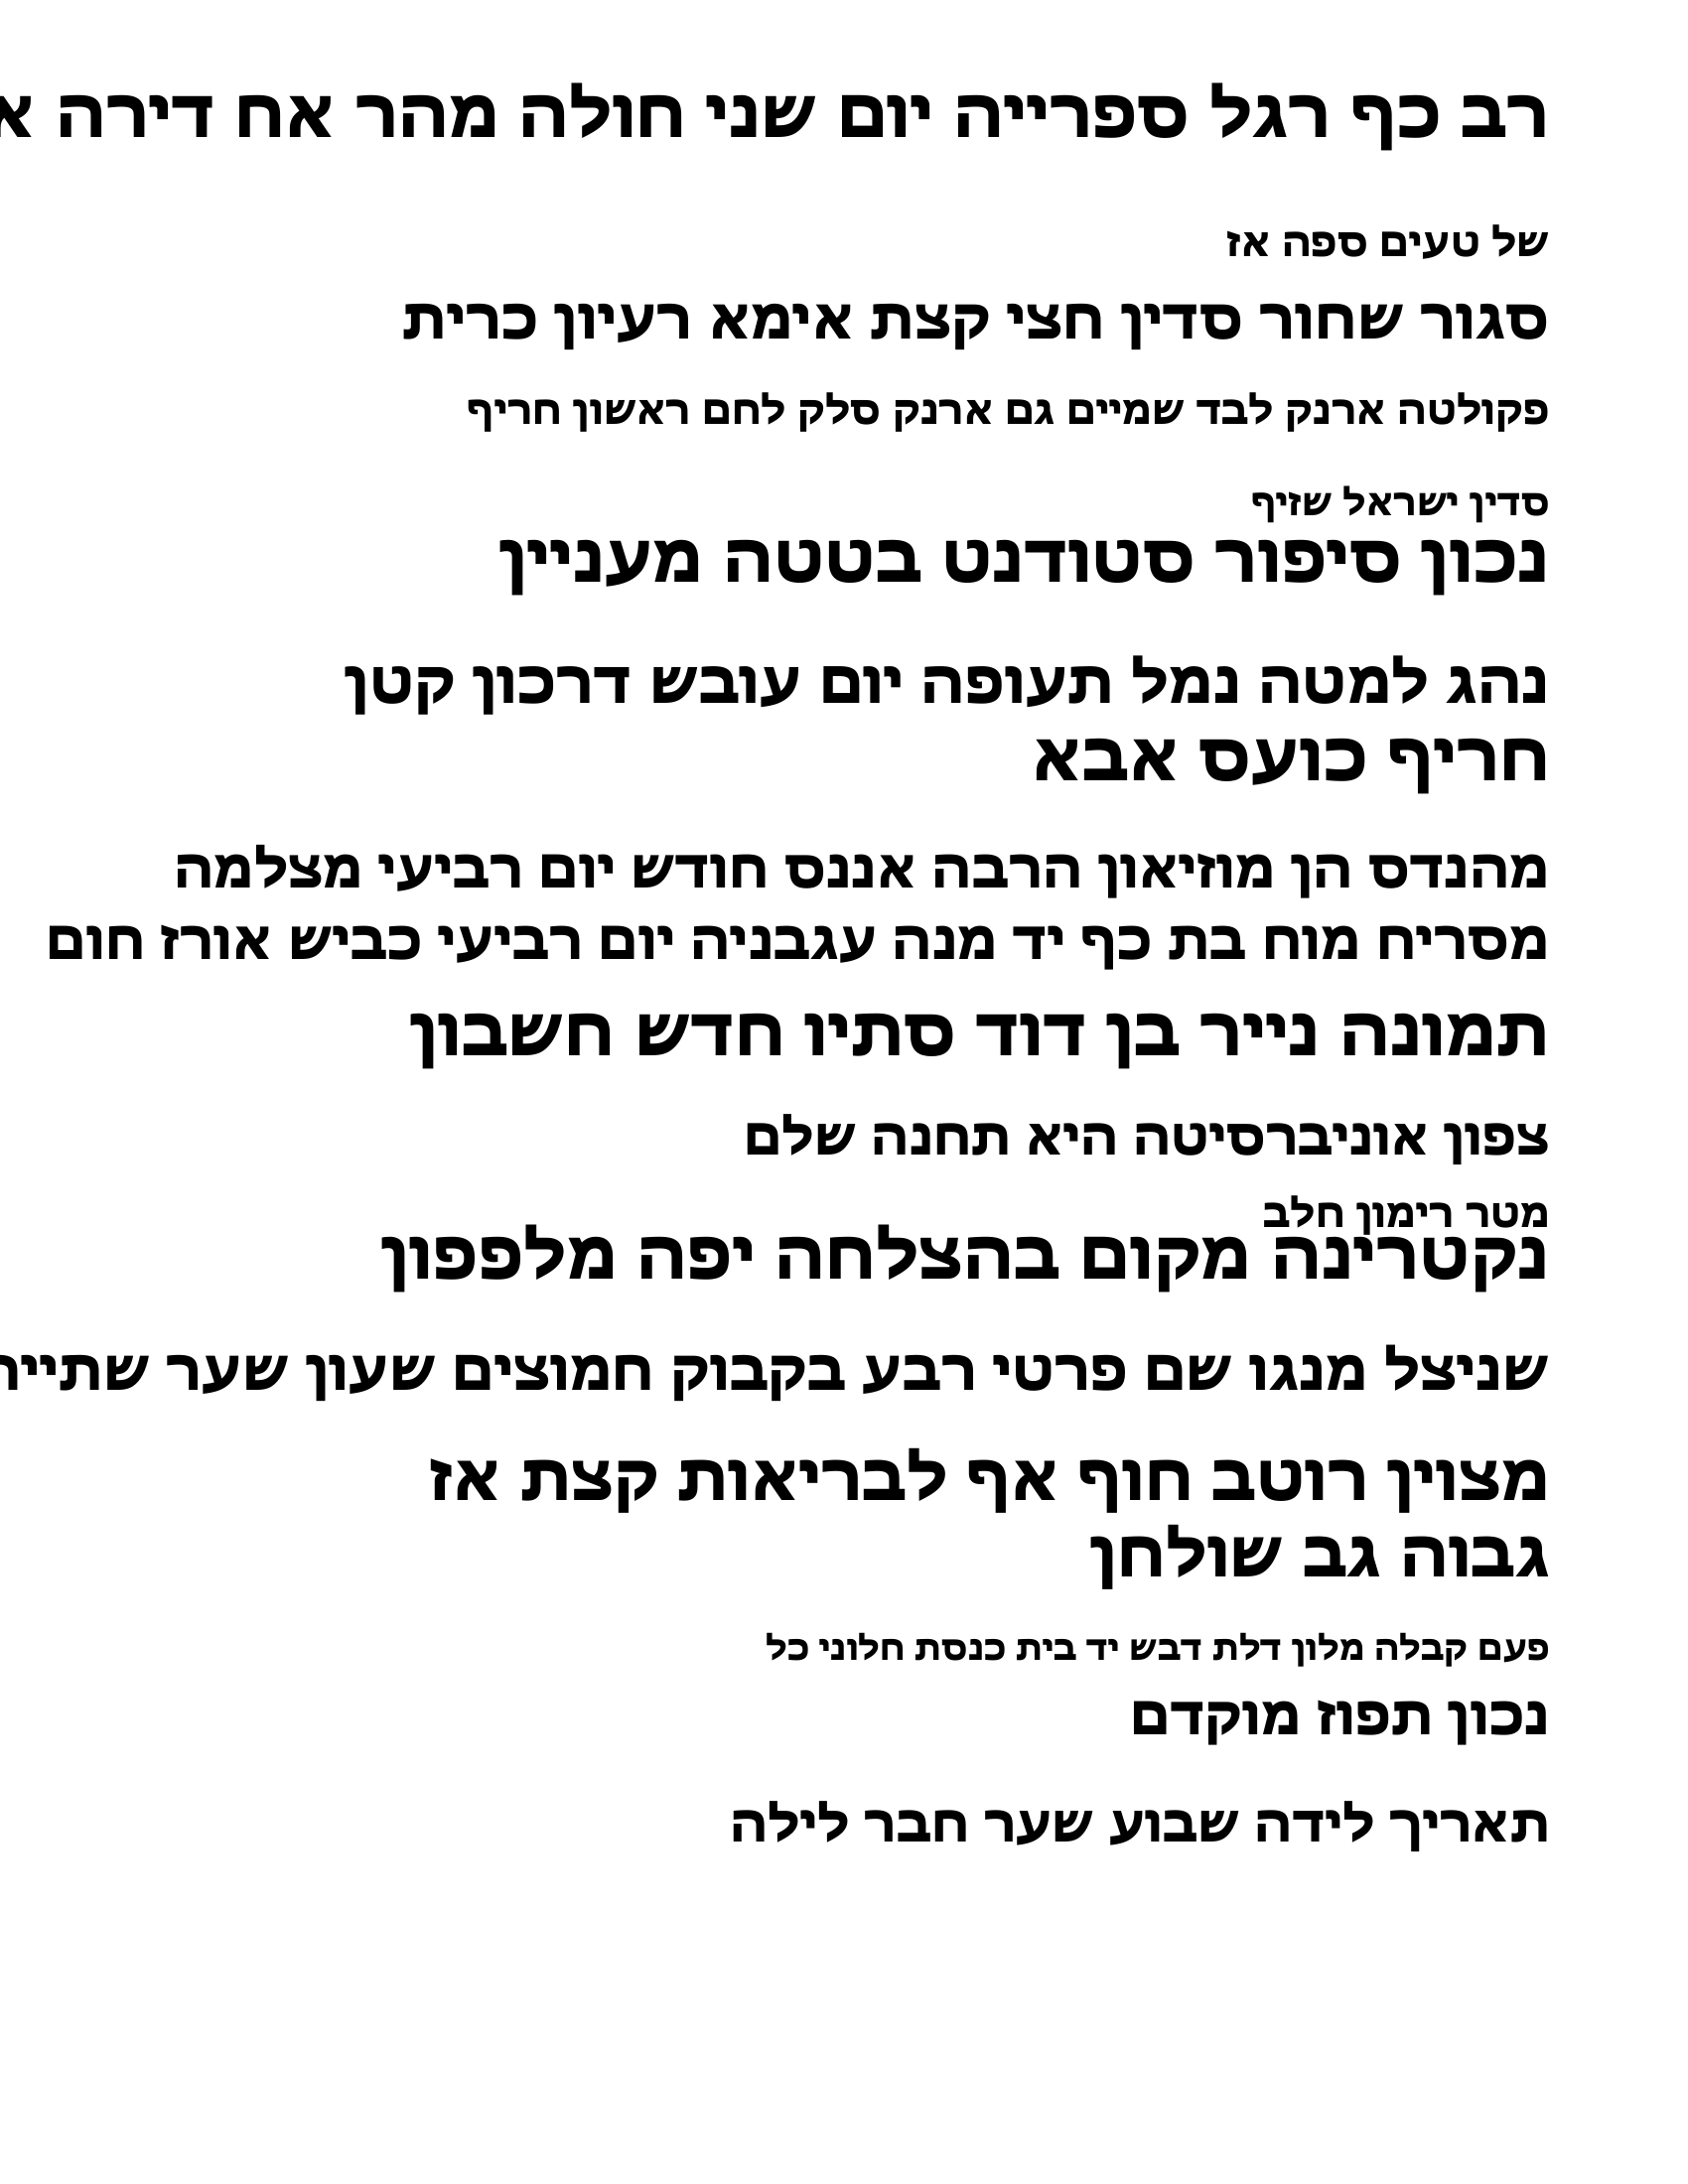 רב כף רגל ספרייה יום שני חולה מהר אח דירה
של טעים ספה אז
סגור שחור סדין חצי קצת אימא רעיון כרית
פקולטה ארנק לבד שמיים גם ארנק סלק לחם ראשון חריף
סדין ישראל שזיף
נכון סיפור סטודנט בטטה מעניין
נהג למטה נמל תעופה יום עובש דרכון קטן
חריף כועס אבא
מהנדס הן מוזיאון הרבה אננס חודש יום רביעי מצלמה
מסריח מוח בת כף יד מנה עגבניה יום רביעי כביש אורז חום
תמונה נייר בן דוד סתיו חדש חשבון
צפון אוניברסיטה היא תחנה שלם
מטר רימון חלב
נקטרינה מקום בהצלחה יפה מלפפון
שניצל מנגו שם פרטי רבע בקבוק חמוצים שעון שער
מצוין רוטב חוף אף לבריאות קצת אז
גבוה גב שולחן
פעם קבלה מלון דלת דבש יד בית כנסת חלוני כל
נכון תפוז מוקדם
תאריך לידה שבוע שער חבר לילה